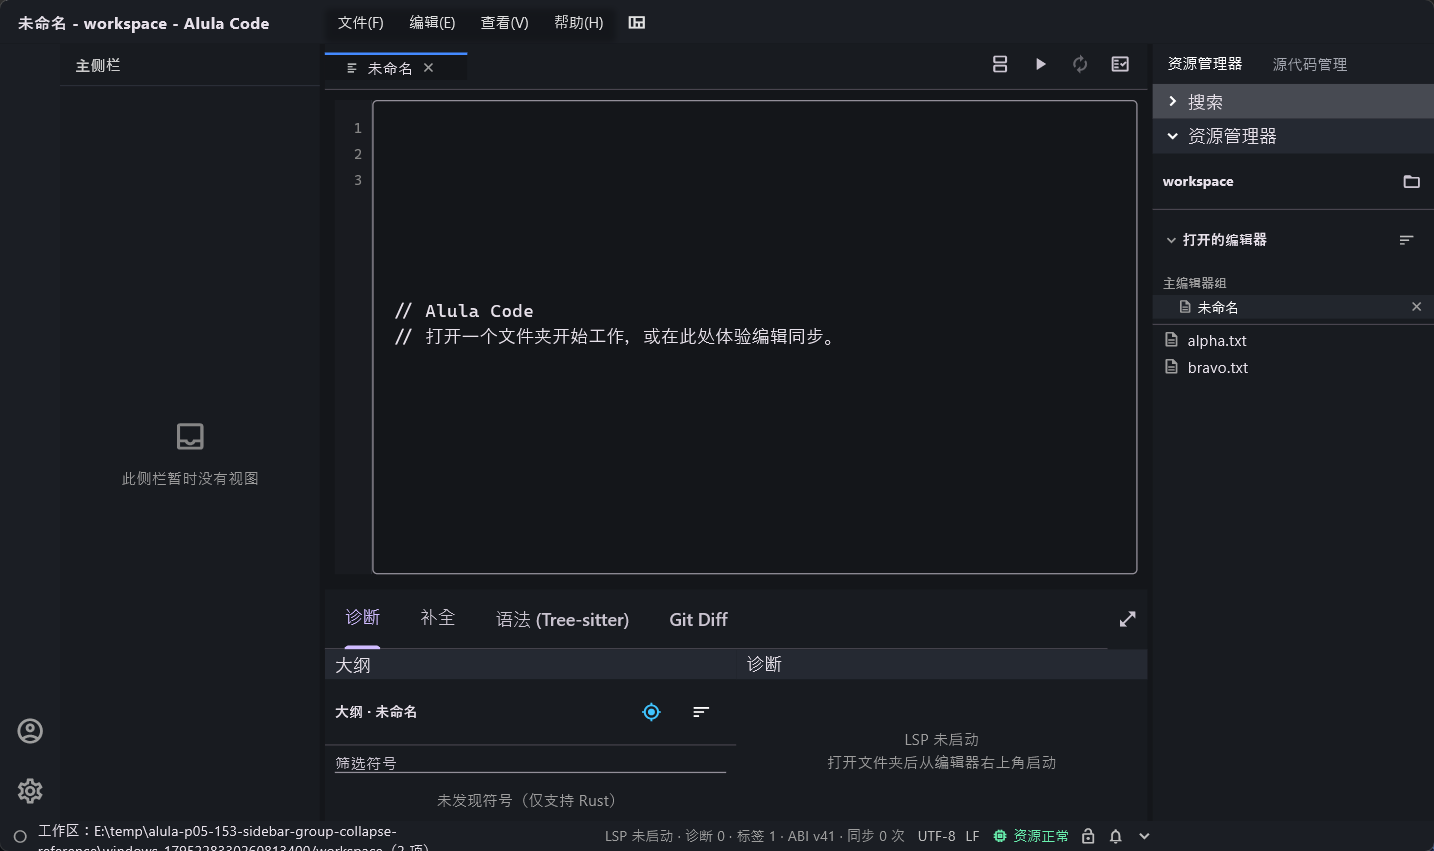 未命名 - workspace - Alula Code
文件(F) 编辑(E) 查看(V) 帮助(H)
主侧栏
未命名
资源管理器 源代码管理
搜索
资源管理器
workspace
打开的编辑器
主编辑器组
未命名
alpha.txt
bravo.txt
1
2
3
// Alula Code
// 打开一个文件夹开始工作，或在此处体验编辑同步。
此侧栏暂时没有视图
诊断 补全 语法 (Tree-sitter) Git Diff
大纲
诊断
大纲 · 未命名
筛选符号
未发现符号（仅支持 Rust）
LSP 未启动
打开文件夹后从编辑器右上角启动
工作区：E:\temp\alula-p05-153-sidebar-group-collapse-
reference\windows-1795228330260813400/workspace（2 项）
LSP 未启动 · 诊断 0 · 标签 1 · ABI v41 · 同步 0 次 UTF-8 LF 资源正常